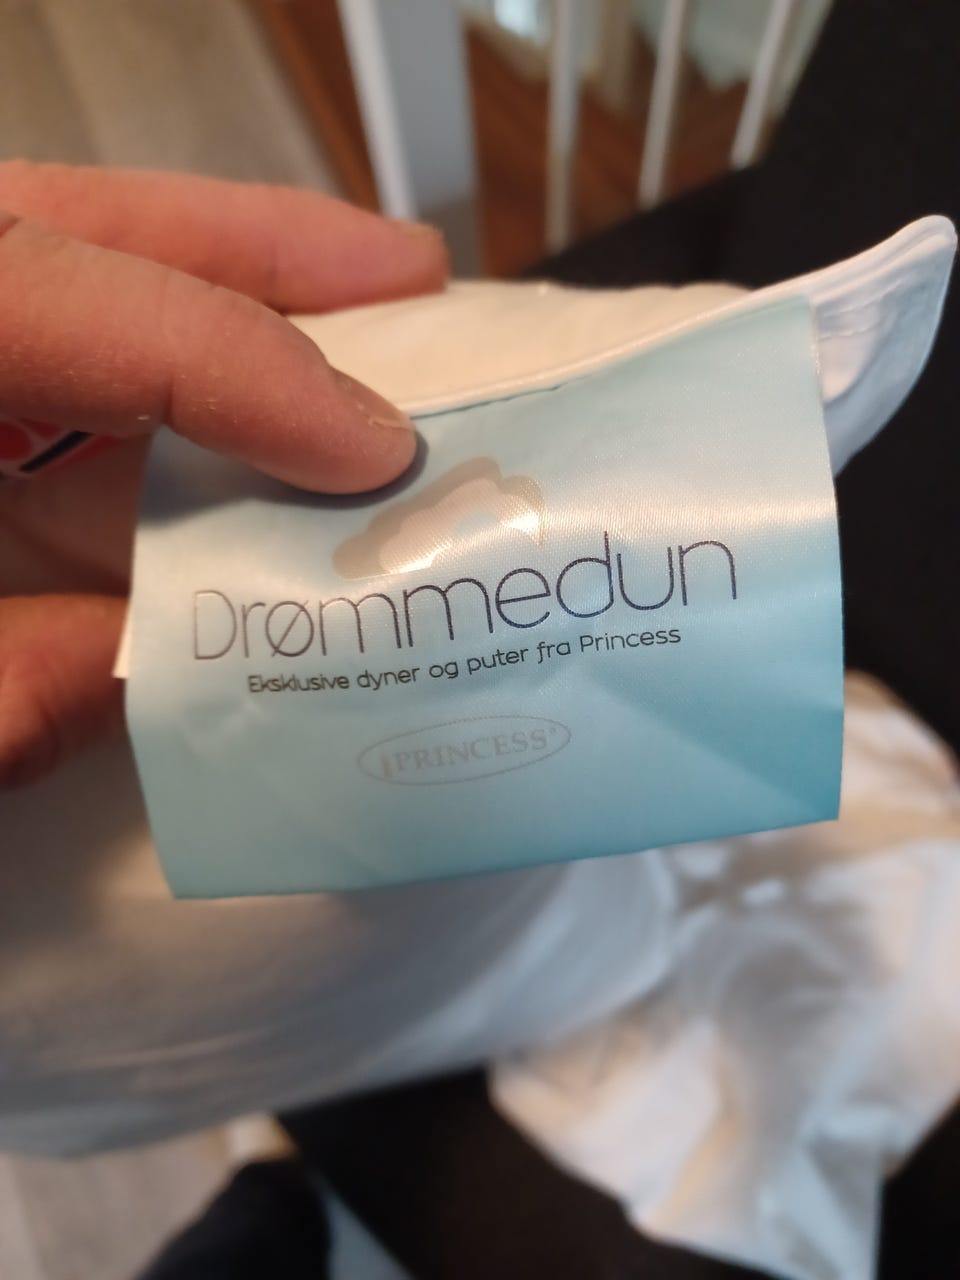 Drømmedun
Eksklusive dyner og puter fra Princess
PRINCESS®